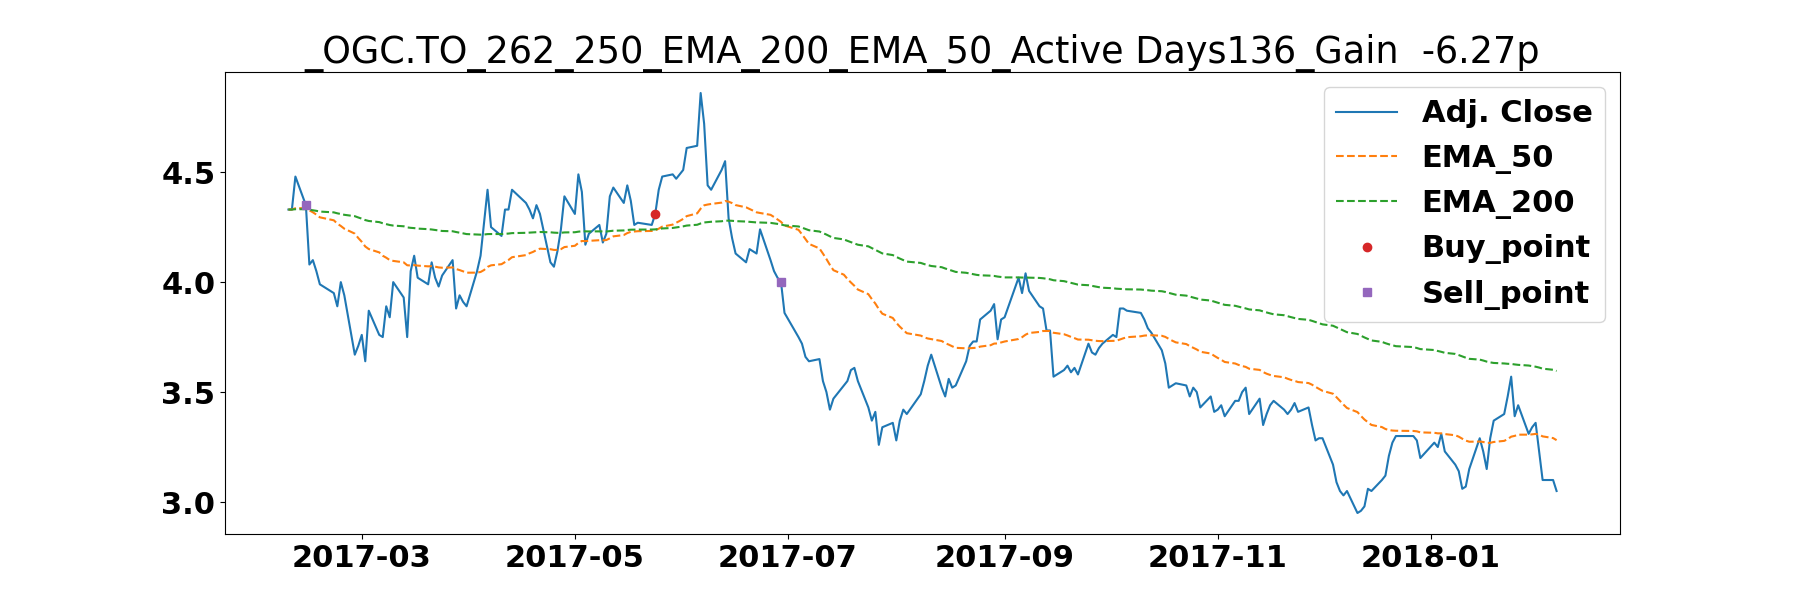 _OGC.TO_262_250_EMA_200_EMA_50_Active Days136_Gain  -6.27p
Adj. Close
EMA_50
EMA_200
Buy_point
Sell_point
4.5
4.0
3.5
3.0
2017-03 2017-05 2017-07 2017-09 2017-11 2018-01